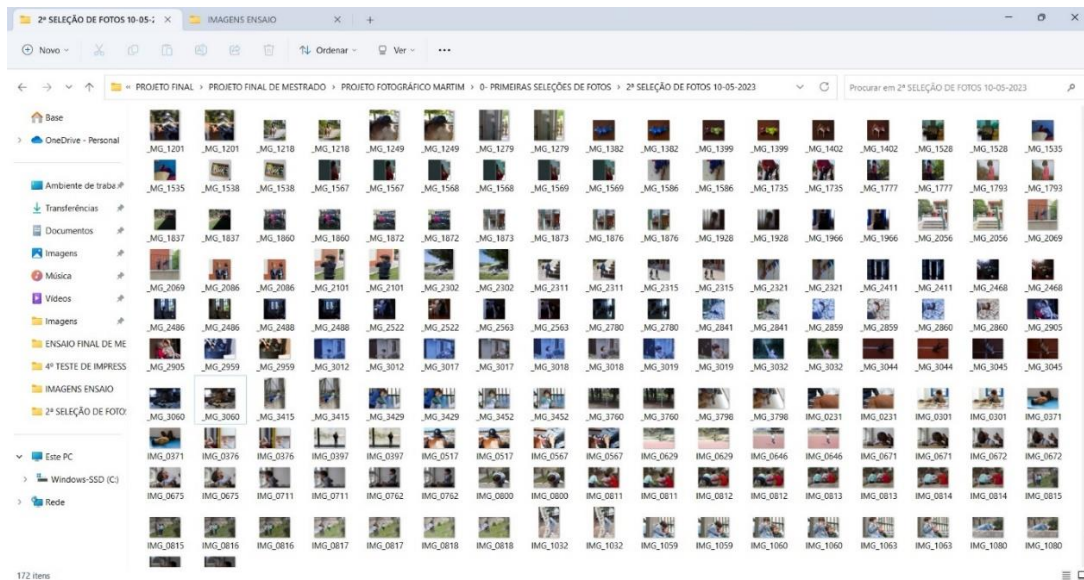 2ª SELEÇÃO DE FOTOS 10-05-2
IMAGENS ENSAIO
Novo
Ordenar
Ver
« PROJETO FINAL > PROJETO FINAL DE MESTRADO > PROJETO FOTOGRÁFICO MARTIM > 0- PRIMEIRAS SELEÇÕES DE FOTOS > 2ª SELEÇÃO DE FOTOS 10-05-2023
Procurar em 2ª SELEÇÃO DE FOTOS 10-05-2023
Base
OneDrive - Personal
Ambiente de traba
Transferências
Documentos
Imagens
Música
Vídeos
Imagens
ENSAIO FINAL DE ME
4º TESTE DE IMPRESS
IMAGENS ENSAIO
2ª SELEÇÃO DE FOTO
Este PC
Windows-SSD (C:)
Rede
_MG_1201 _MG_1201 _MG_1218 _MG_1218 _MG_1249 _MG_1249 _MG_1279 _MG_1279 _MG_1382 _MG_1382 _MG_1399 _MG_1399 _MG_1402 _MG_1402 _MG_1528 _MG_1528 _MG_1535
_MG_1535 _MG_1538 _MG_1538 _MG_1567 _MG_1567 _MG_1568 _MG_1568 _MG_1569 _MG_1569 _MG_1586 _MG_1586 _MG_1735 _MG_1735 _MG_1777 _MG_1777 _MG_1793 _MG_1793
_MG_1837 _MG_1837 _MG_1860 _MG_1860 _MG_1872 _MG_1872 _MG_1873 _MG_1873 _MG_1876 _MG_1876 _MG_1928 _MG_1928 _MG_1966 _MG_1966 _MG_2056 _MG_2056 _MG_2069
_MG_2069 _MG_2086 _MG_2086 _MG_2101 _MG_2101 _MG_2302 _MG_2302 _MG_2311 _MG_2311 _MG_2315 _MG_2315 _MG_2321 _MG_2321 _MG_2411 _MG_2411 _MG_2468 _MG_2468
_MG_2486 _MG_2486 _MG_2488 _MG_2488 _MG_2522 _MG_2522 _MG_2563 _MG_2563 _MG_2780 _MG_2780 _MG_2841 _MG_2841 _MG_2859 _MG_2859 _MG_2860 _MG_2860 _MG_2905
_MG_2905 _MG_2959 _MG_2959 _MG_3012 _MG_3012 _MG_3017 _MG_3017 _MG_3018 _MG_3018 _MG_3019 _MG_3019 _MG_3032 _MG_3032 _MG_3044 _MG_3044 _MG_3045 _MG_3045
_MG_3060 _MG_3060 _MG_3415 _MG_3415 _MG_3429 _MG_3429 _MG_3452 _MG_3452 _MG_3760 _MG_3760 _MG_3798 _MG_3798 IMG_0231 IMG_0231 IMG_0301 IMG_0301 IMG_0371
IMG_0371 IMG_0376 IMG_0376 IMG_0397 IMG_0397 IMG_0517 IMG_0517 IMG_0567 IMG_0567 IMG_0629 IMG_0629 IMG_0646 IMG_0646 IMG_0671 IMG_0671 IMG_0672 IMG_0672
IMG_0675 IMG_0675 IMG_0711 IMG_0711 IMG_0762 IMG_0762 IMG_0800 IMG_0800 IMG_0811 IMG_0811 IMG_0812 IMG_0812 IMG_0813 IMG_0813 IMG_0814 IMG_0814 IMG_0815
IMG_0815 IMG_0816 IMG_0816 IMG_0817 IMG_0817 IMG_0818 IMG_0818 IMG_1032 IMG_1032 IMG_1059 IMG_1059 IMG_1060 IMG_1060 IMG_1063 IMG_1063 IMG_1080 IMG_1080
172 itens